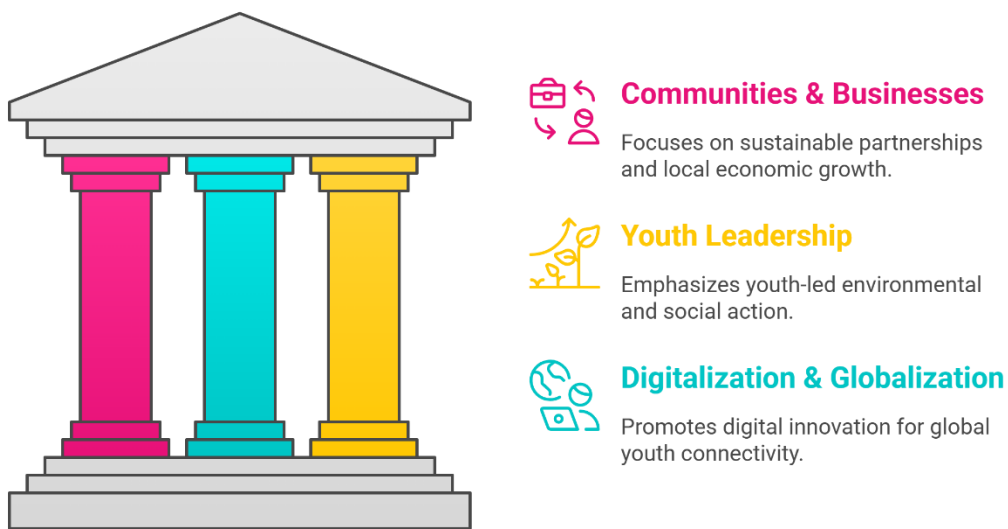 Communities & Businesses
Focuses on sustainable partnerships
and local economic growth.
Youth Leadership
Emphasizes youth-led environmental
and social action.
Digitalization & Globalization
Promotes digital innovation for global
youth connectivity.